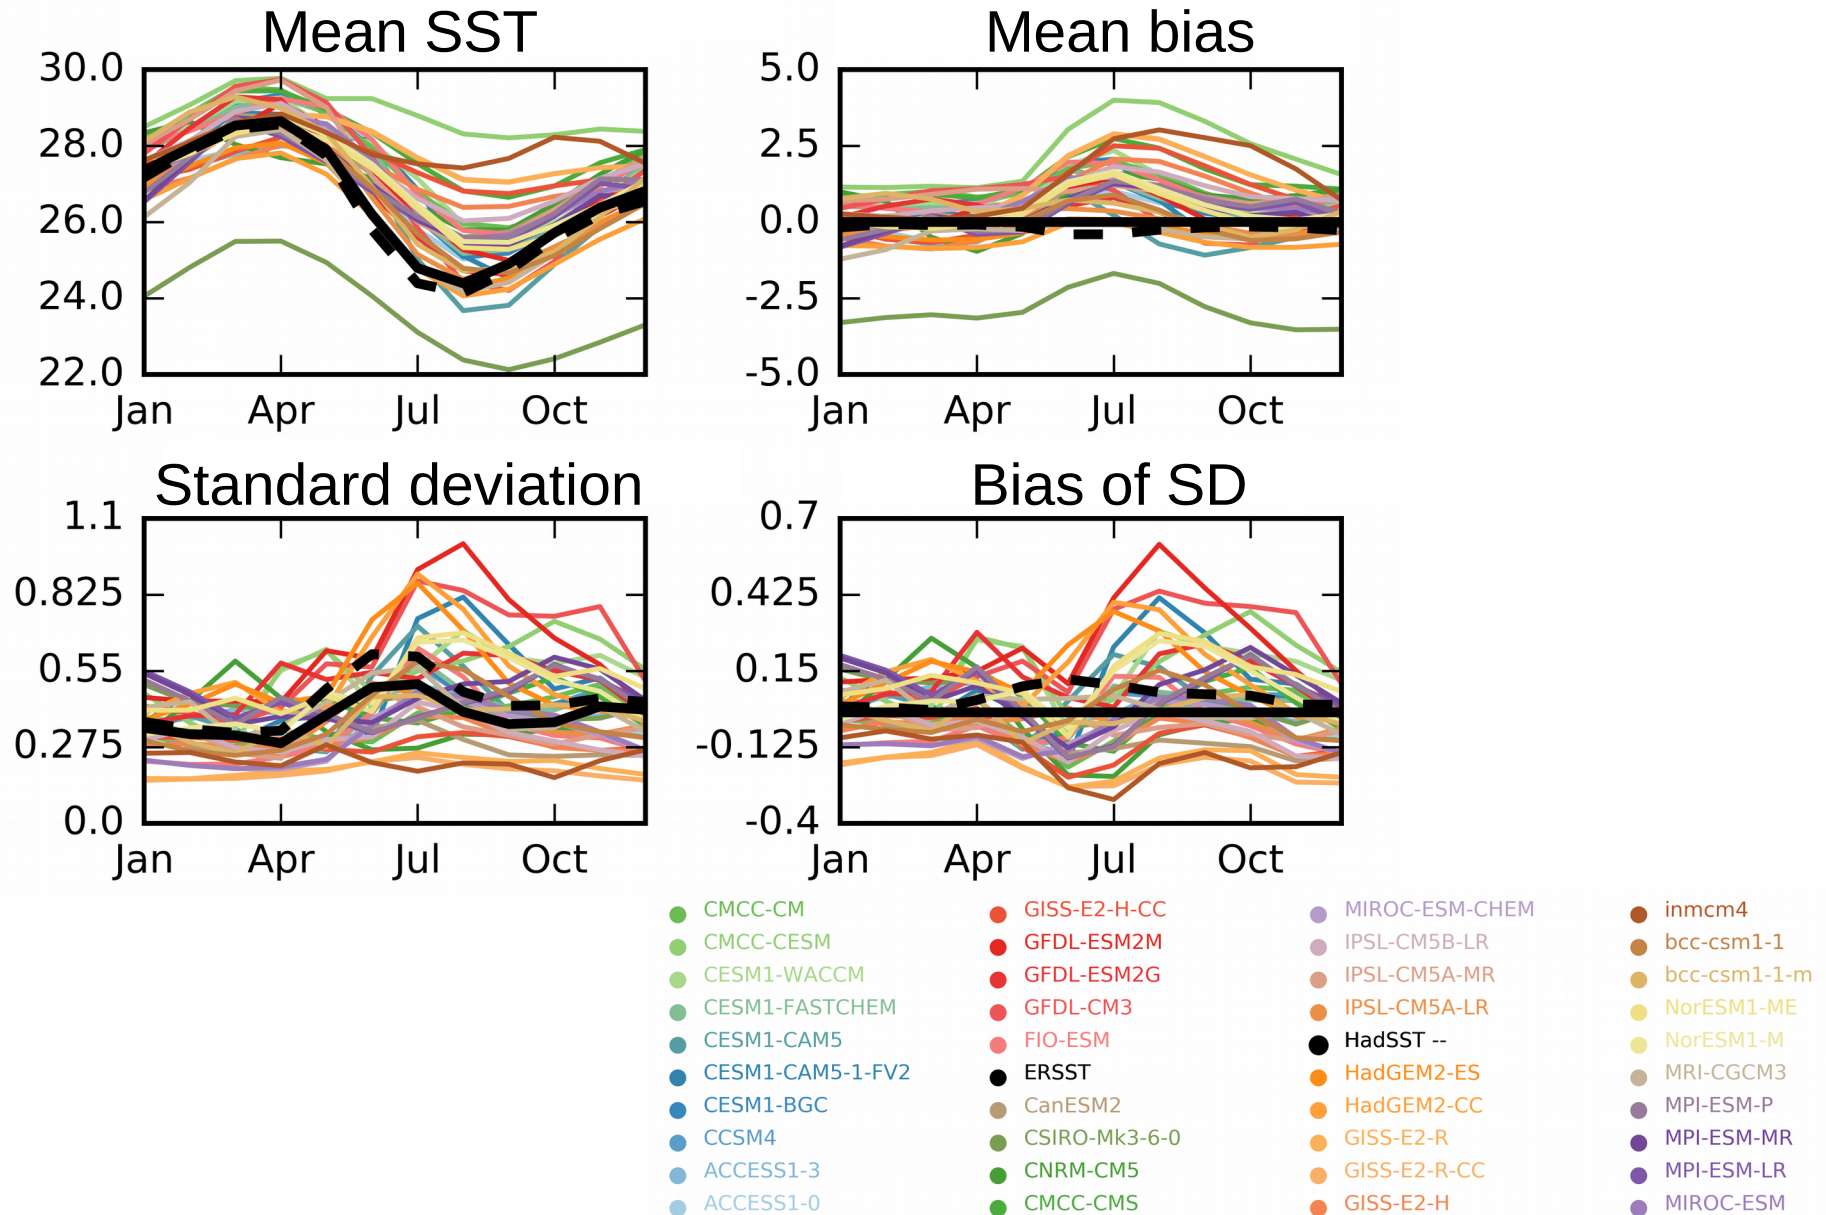 Mean SST
Mean bias
30.0
28.0
26.0
24.0
22.0
Jan Apr Jul Oct
5.0
2.5
0.0
-2.5
-5.0
Jan Apr Jul Oct
Standard deviation
Bias of SD
1.1
0.825
0.55
0.275
0.0
Jan Apr Jul Oct
0.7
0.425
0.15
-0.125
-0.4
Jan Apr Jul Oct
CMCC-CM
CMCC-CESM
CESM1-WACCM
CESM1-FASTCHEM
CESM1-CAM5
CESM1-CAM5-1-FV2
CESM1-BGC
CCSM4
ACCESS1-3
ACCESS1-0
GISS-E2-H-CC
GFDL-ESM2M
GFDL-ESM2G
GFDL-CM3
FIO-ESM
ERSST
CanESM2
CSIRO-Mk3-6-0
CNRM-CM5
CMCC-CMS
MIROC-ESM-CHEM
IPSL-CM5B-LR
IPSL-CM5A-MR
IPSL-CM5A-LR
HadSST --
HadGEM2-ES
HadGEM2-CC
GISS-E2-R
GISS-E2-R-CC
GISS-E2-H
inmcm4
bcc-csm1-1
bcc-csm1-1-m
NorESM1-ME
NorESM1-M
MRI-CGCM3
MPI-ESM-P
MPI-ESM-MR
MPI-ESM-LR
MIROC-ESM